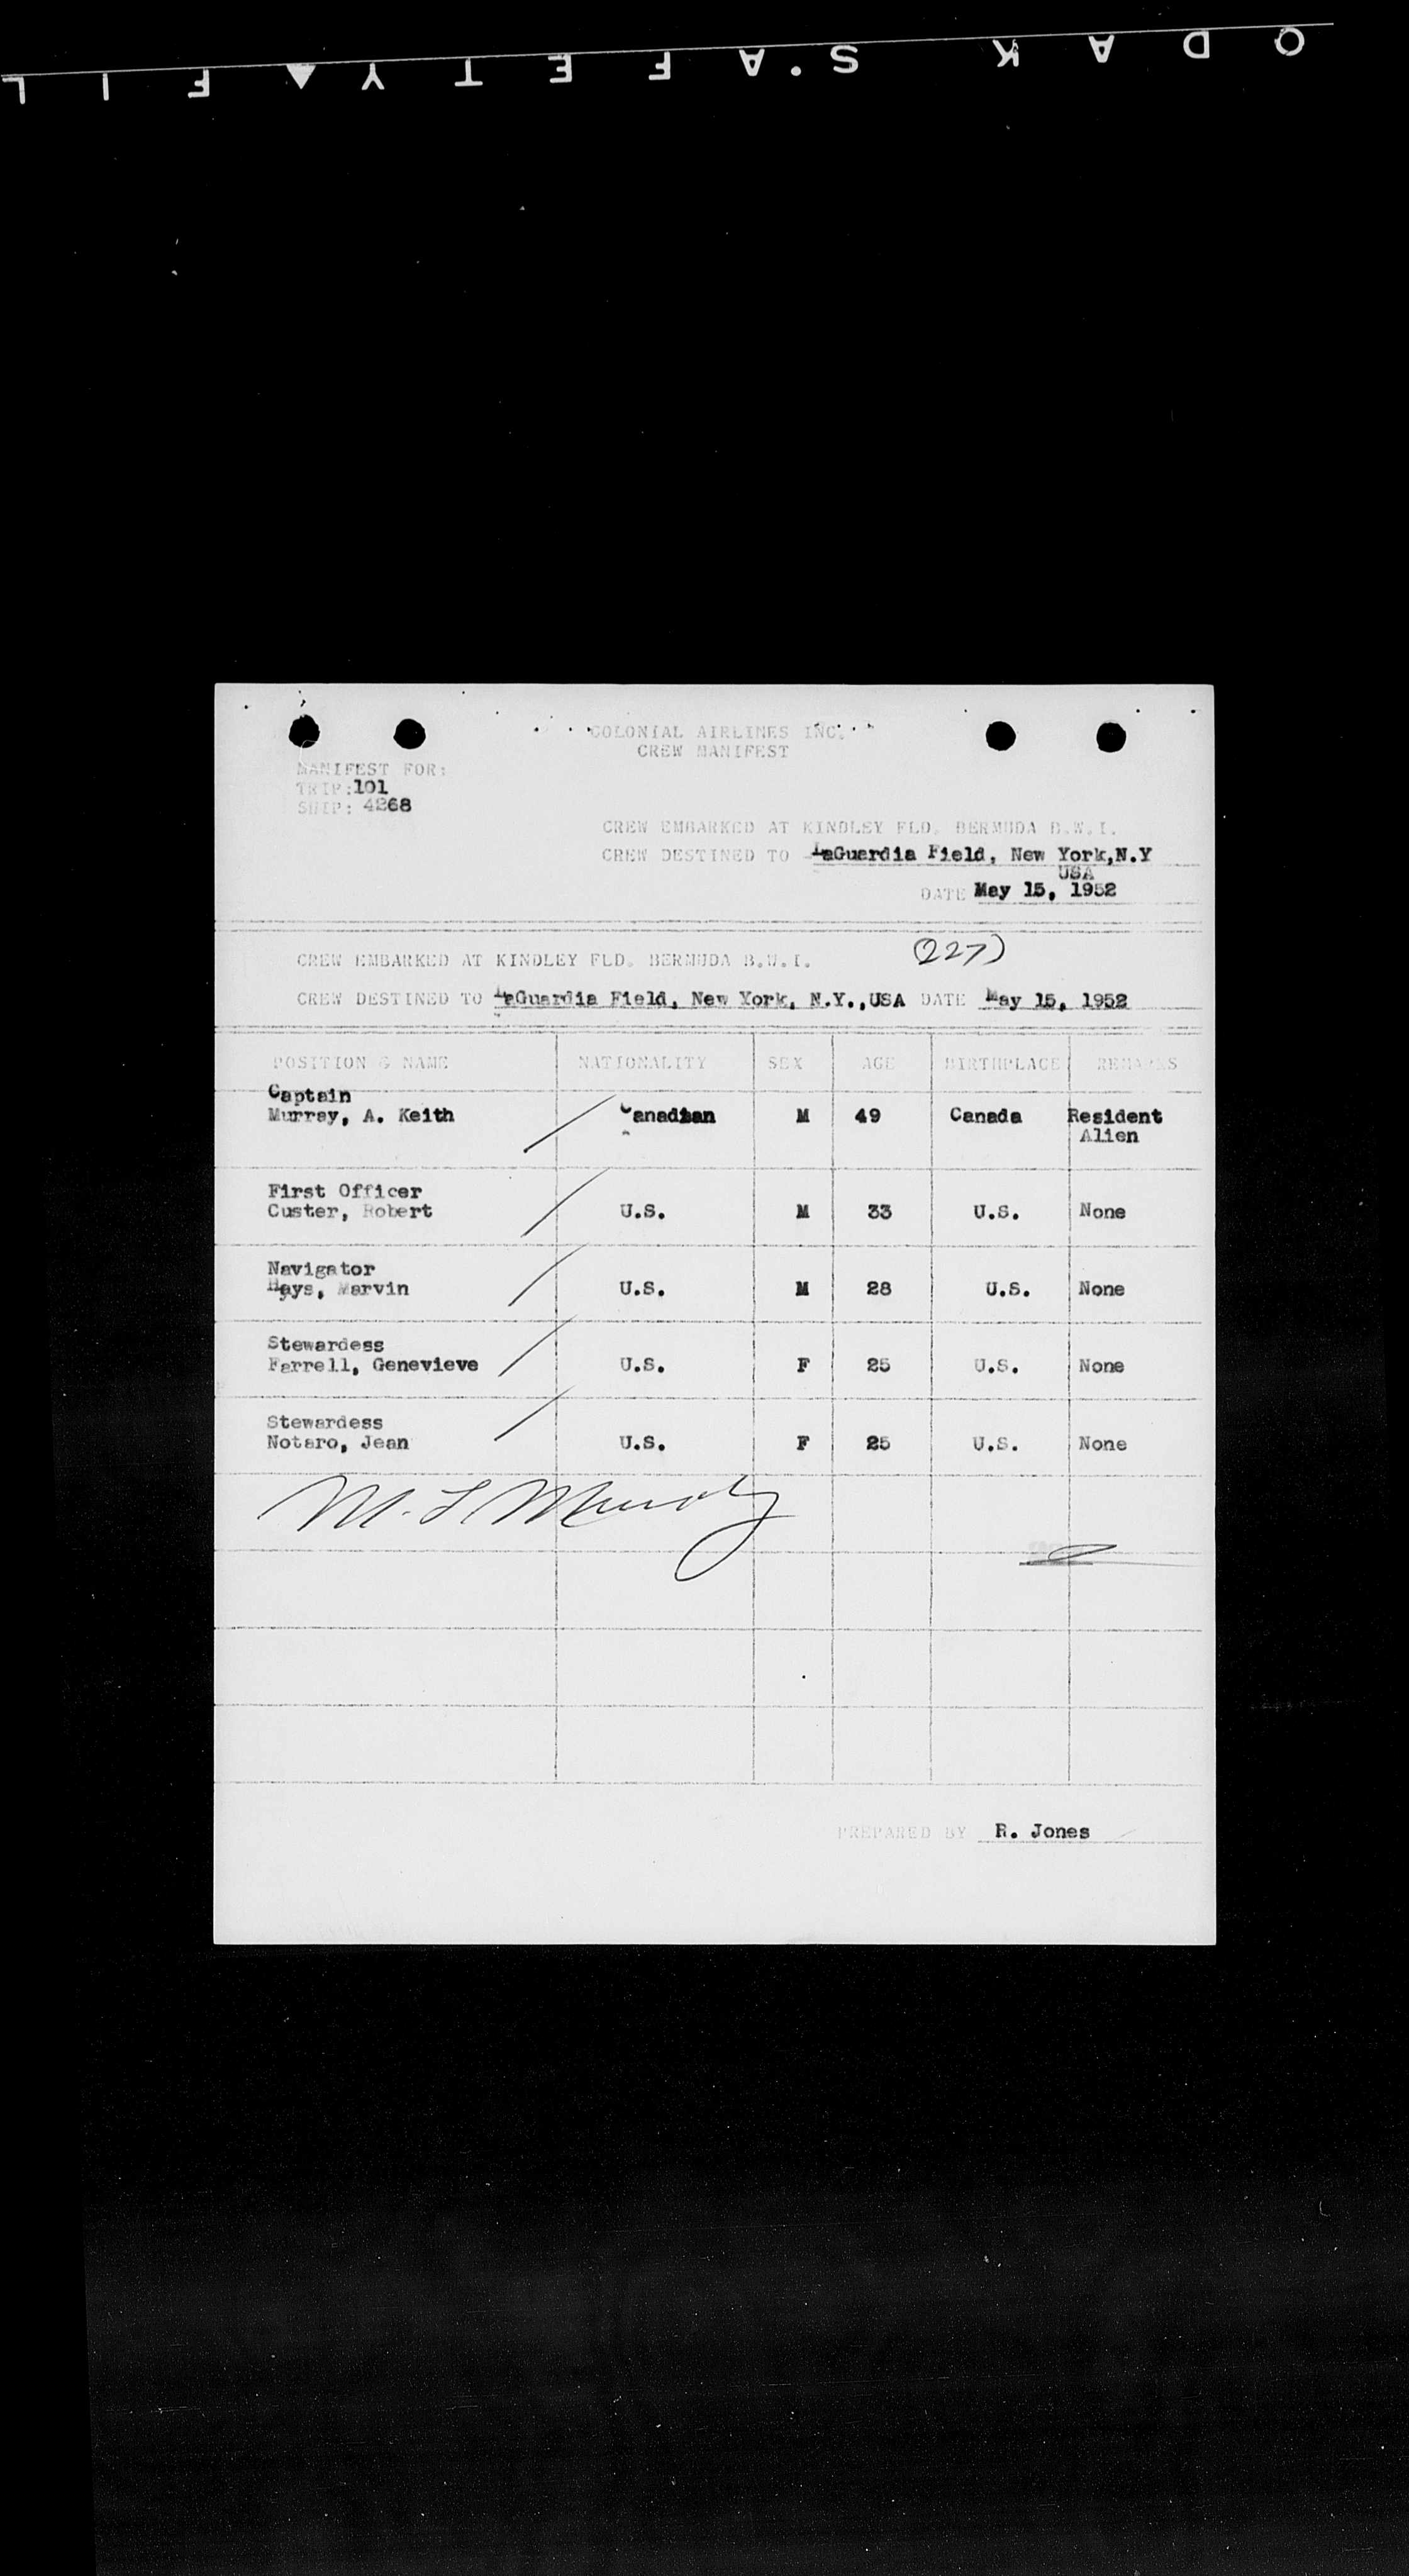 KODAK S.AFETY FIL
COLONIAL AIRLINES INC.
CREW MANIFEST
MANIFEST FOR:
TRIP:101
SHIP: 4268
CREW EMBARKED AT KINDLEY FLD. BERMUDA B.W.I.
CREW DESTINED TO LaGuardia Field, New York,N.Y
USA
DATE May 15, 1952
(227)
CREW EMBARKED AT KINDLEY FLD. BERMUDA B.W.I.
CREW DESTINED TO LaGuardia Field, New York, N.Y.,USA DATE May 15, 1952
POSITION & NAME NATIONALITY SEX AGE BIRTHPLACE REMARKS
Captain
Murray, A. Keith Canadian M 49 Canada Resident
Alien
First Officer
Custer, Robert U.S. M 33 U.S. None
Navigator
Hays, Marvin U.S. M 28 U.S. None
Stewardess
Farrell, Genevieve U.S. F 25 U.S. None
Stewardess
Notaro, Jean U.S. F 25 U.S. None
PREPARED BY R. Jones